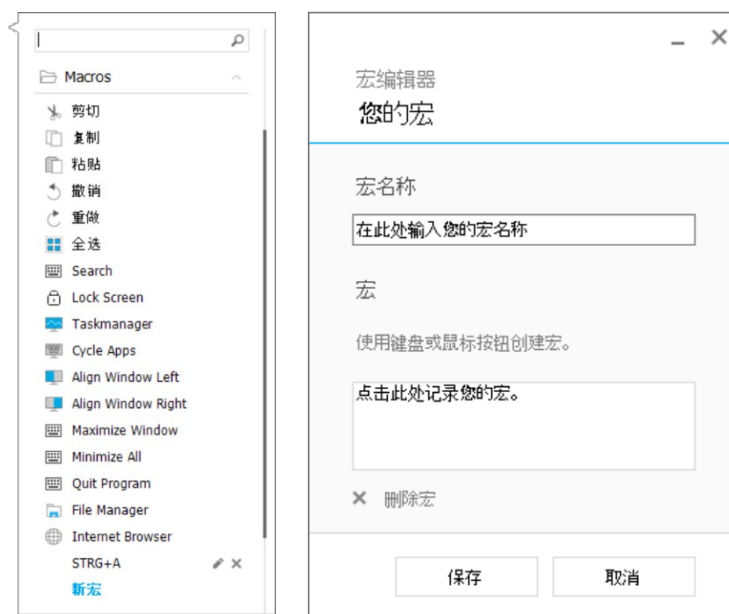 Macros
剪切
复制
粘贴
撤销
重做
全选
Search
Lock Screen
Taskmanager
Cycle Apps
Align Window Left
Align Window Right
Maximize Window
Minimize All
Quit Program
File Manager
Internet Browser
STRG+A
新宏
宏编辑器
您的宏
宏名称
在此处输入您的宏名称
宏
使用键盘或鼠标按钮创建宏。
点击此处记录您的宏。
删除宏
保存
取消